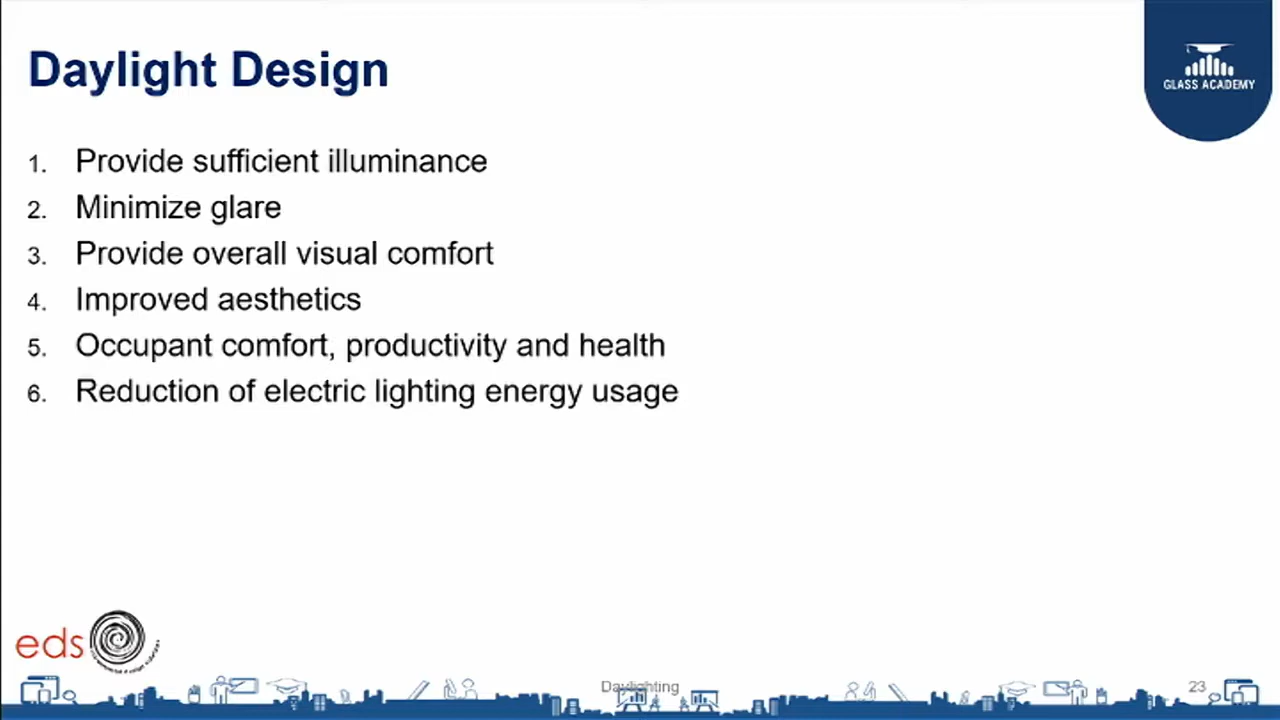 Daylight Design
GLASS ACADEMY
1. Provide sufficient illuminance
2. Minimize glare
3. Provide overall visual comfort
4. Improved aesthetics
5. Occupant comfort, productivity and health
6. Reduction of electric lighting energy usage
eds
Daylighting
23